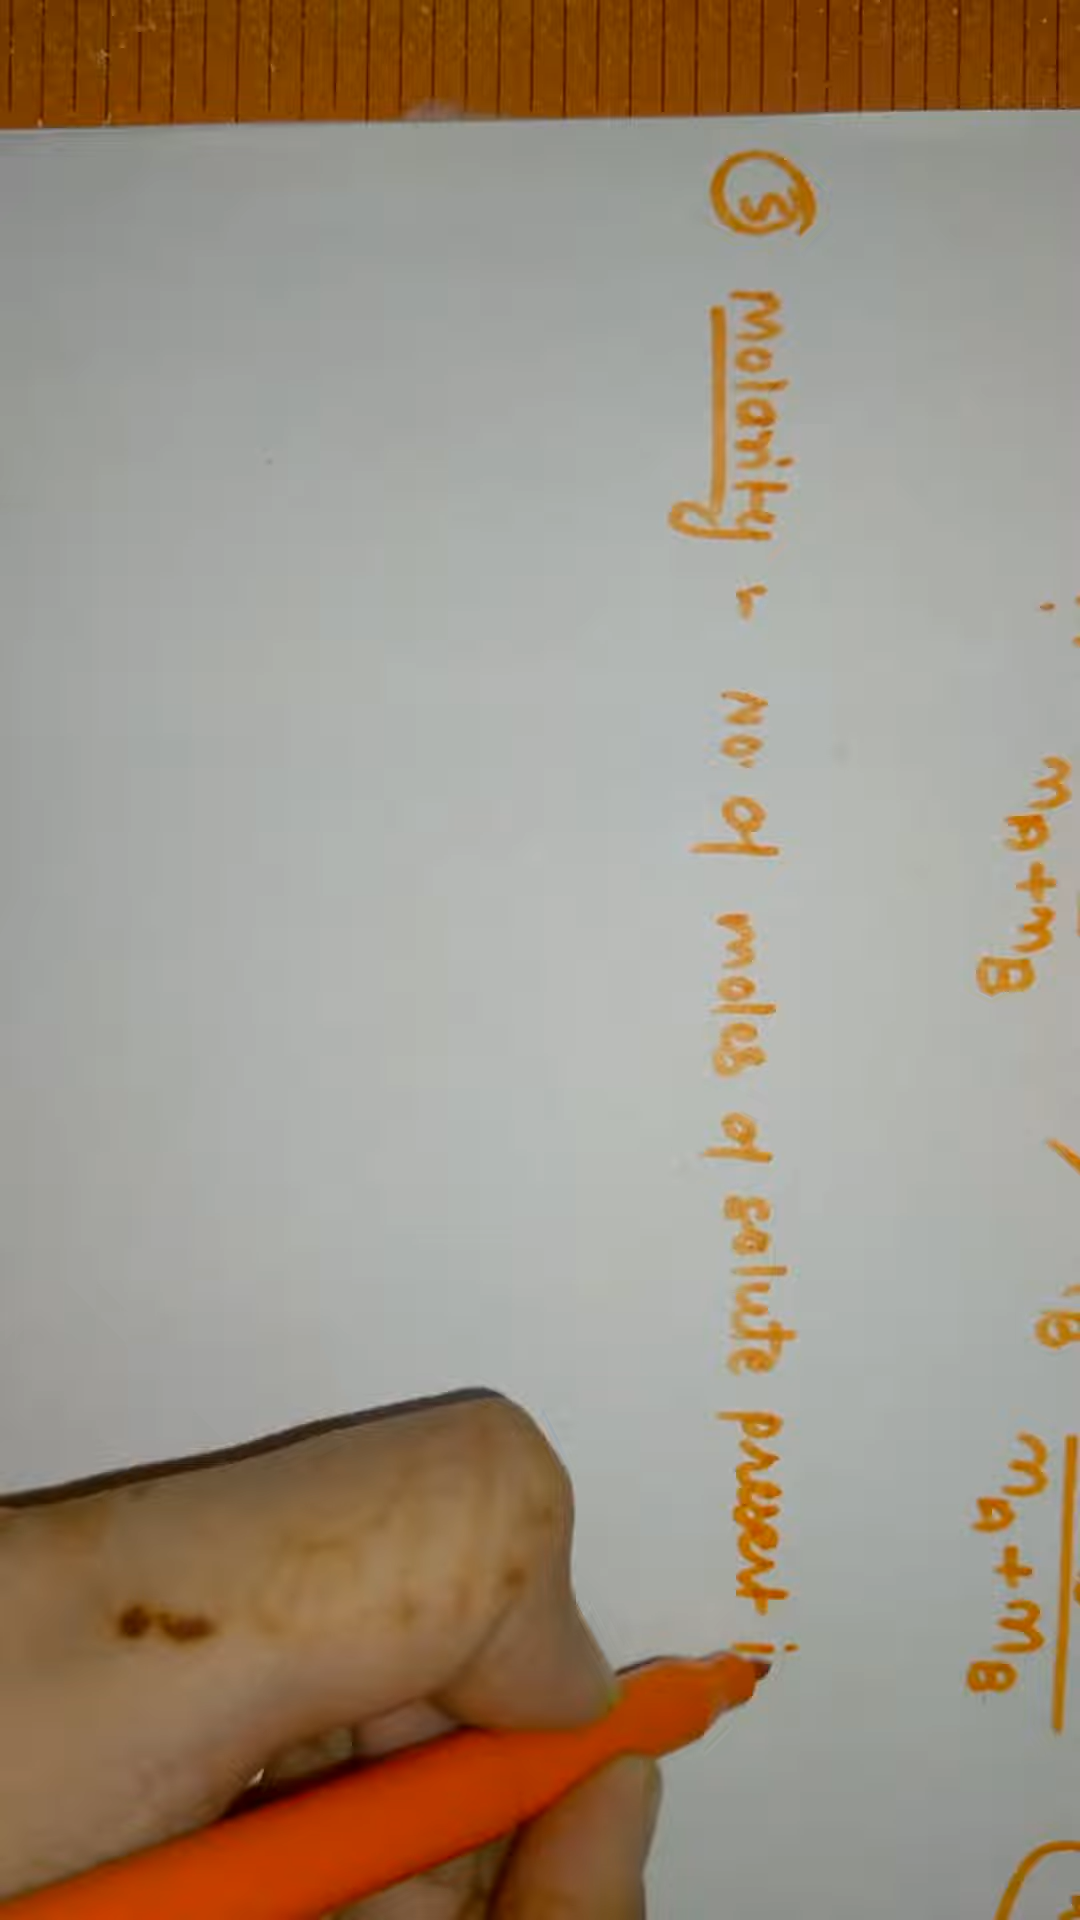 mA+mB
B
mA+mB
⑤ Molarity :- No. of moles of solute present i